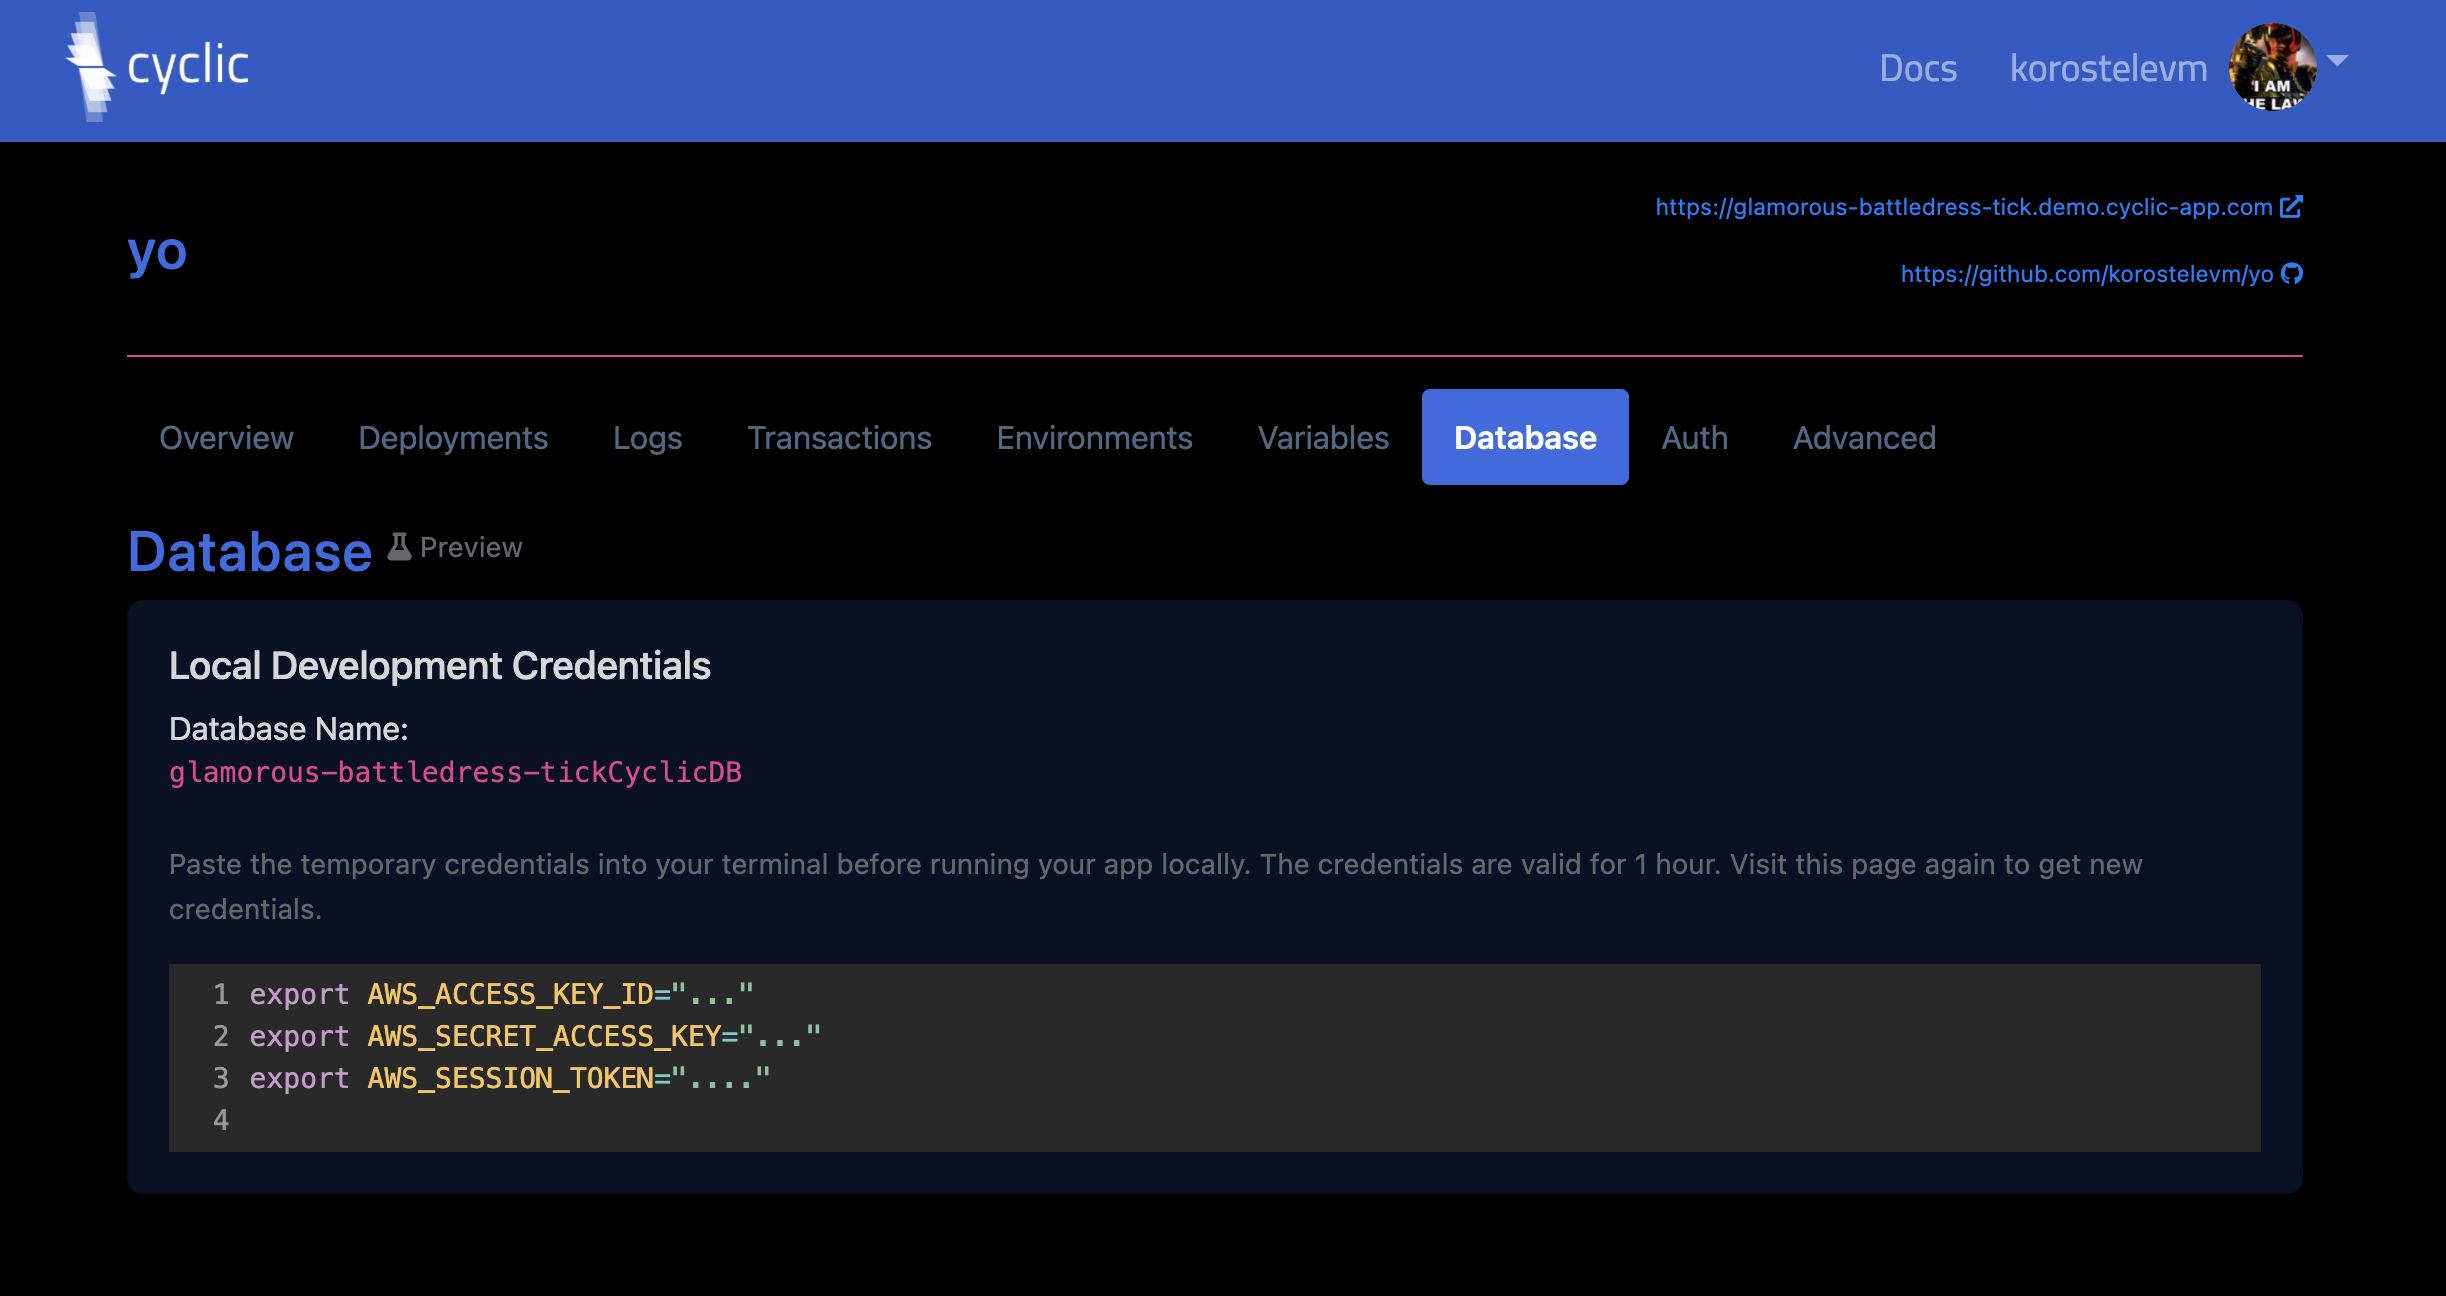 cyclic
Docs korostelevm
'I AM
HE LAW
https://glamorous-battledress-tick.demo.cyclic-app.com
yo
https://github.com/korostelevm/yo
Overview Deployments Logs Transactions Environments Variables Database Auth Advanced
Database Preview
Local Development Credentials
Database Name:
glamorous-battledress-tickCyclicDB
Paste the temporary credentials into your terminal before running your app locally. The credentials are valid for 1 hour. Visit this page again to get new
credentials.
1 export AWS_ACCESS_KEY_ID="..."
2 export AWS_SECRET_ACCESS_KEY="..."
3 export AWS_SESSION_TOKEN="...."
4